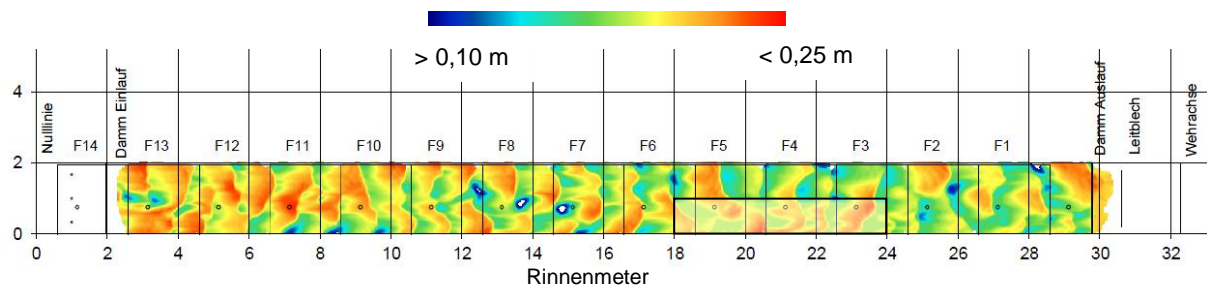 > 0,10 m < 0,25 m
4
2
0
Nulllinie
Damm Einlauf
Damm Auslauf
Leitblech
Wehrachse
F14 F13 F12 F11 F10 F9 F8 F7 F6 F5 F4 F3 F2 F1
0 2 4 6 8 10 12 14 16 18 20 22 24 26 28 30 32
Rinnenmeter